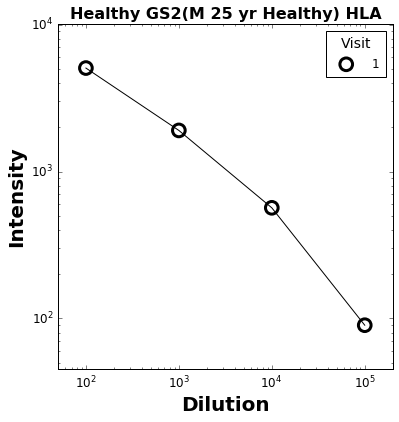 Healthy GS2(M 25 yr Healthy) HLA
Visit
1
Intensity
10^4
10^3
10^2
10^2 10^3 10^4 10^5
Dilution